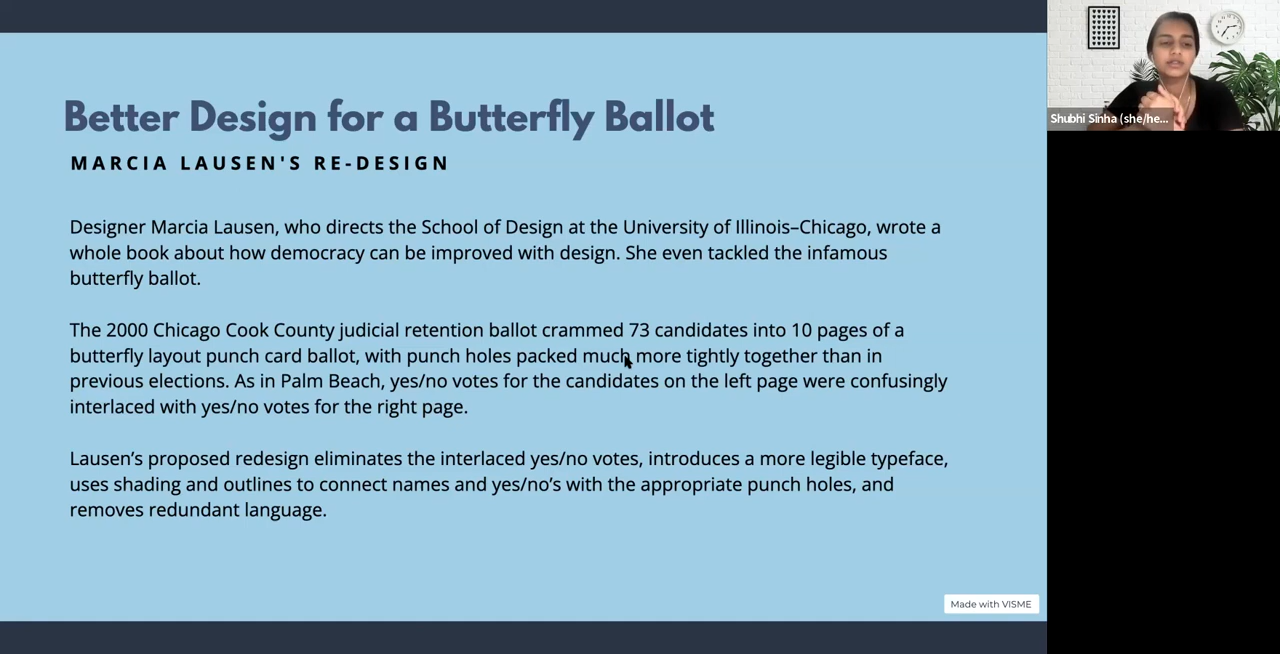 Better Design for a Butterfly Ballot
MARCIA LAUSEN'S RE-DESIGN
Designer Marcia Lausen, who directs the School of Design at the University of Illinois–Chicago, wrote a
whole book about how democracy can be improved with design. She even tackled the infamous
butterfly ballot.
The 2000 Chicago Cook County judicial retention ballot crammed 73 candidates into 10 pages of a
butterfly layout punch card ballot, with punch holes packed much more tightly together than in
previous elections. As in Palm Beach, yes/no votes for the candidates on the left page were confusingly
interlaced with yes/no votes for the right page.
Lausen’s proposed redesign eliminates the interlaced yes/no votes, introduces a more legible typeface,
uses shading and outlines to connect names and yes/no’s with the appropriate punch holes, and
removes redundant language.
Made with VISME
Shubhi Sinha (she/he...